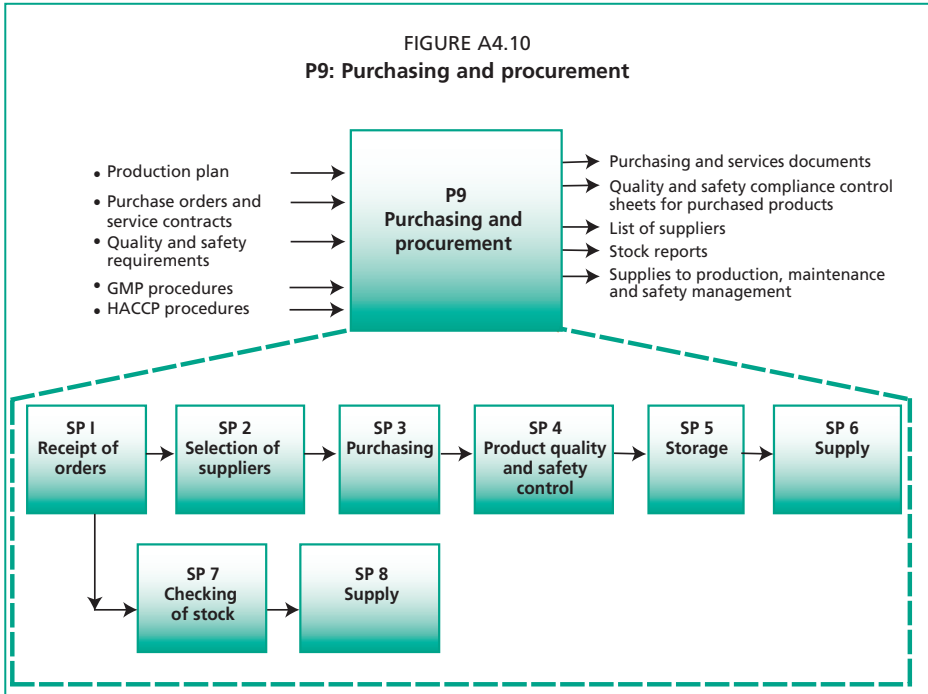 FIGURE A4.10
P9: Purchasing and procurement
• Production plan
• Purchase orders and
service contracts
• Quality and safety
requirements
• GMP procedures
• HACCP procedures
P9
Purchasing and
procurement
Purchasing and services documents
Quality and safety compliance control
sheets for purchased products
List of suppliers
Stock reports
Supplies to production, maintenance
and safety management
SP I
Receipt of
orders
SP 2
Selection of
suppliers
SP 3
Purchasing
SP 4
Product quality
and safety
control
SP 5
Storage
SP 6
Supply
SP 7
Checking
of stock
SP 8
Supply